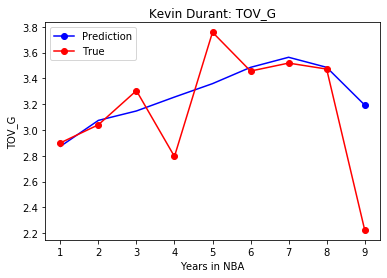 Kevin Durant: TOV_G
Prediction
True
TOV_G
3.8
3.6
3.4
3.2
3.0
2.8
2.6
2.4
2.2
1 2 3 4 5 6 7 8 9
Years in NBA